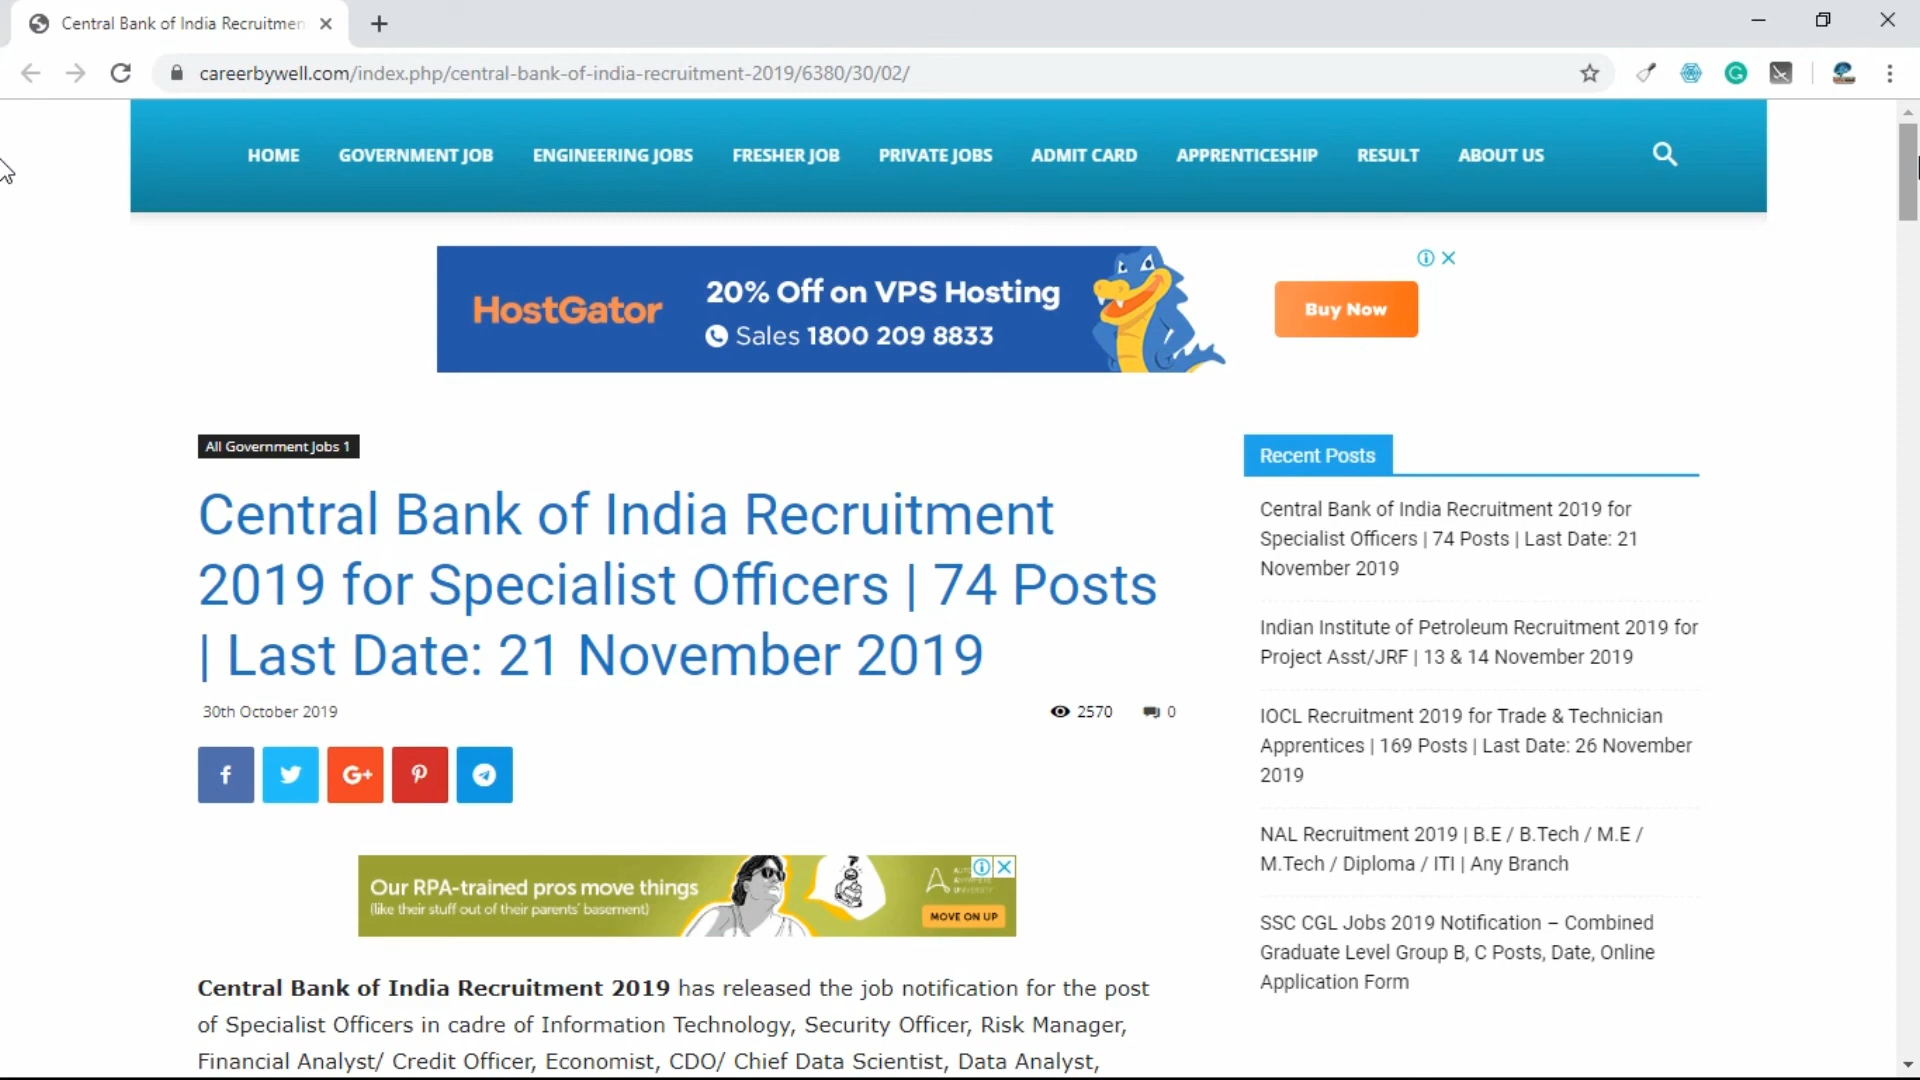 Central Bank of India Recruitmen
careerbywell.com/index.php/central-bank-of-india-recruitment-2019/6380/30/02/
HOME GOVERNMENT JOB ENGINEERING JOBS FRESHER JOB PRIVATE JOBS ADMIT CARD APPRENTICESHIP RESULT ABOUT US
HostGator
20% Off on VPS Hosting
Sales 1800 209 8833
Buy Now
All Government Jobs 1
Central Bank of India Recruitment
2019 for Specialist Officers | 74 Posts
| Last Date: 21 November 2019
30th October 2019
2570 0
f G+
Our RPA-trained pros move things
(like their stuff out of their parents' basement)
MOVE ON UP
Central Bank of India Recruitment 2019 has released the job notification for the post
of Specialist Officers in cadre of Information Technology, Security Officer, Risk Manager,
Financial Analyst/ Credit Officer, Economist, CDO/ Chief Data Scientist, Data Analyst,
Recent Posts
Central Bank of India Recruitment 2019 for
Specialist Officers | 74 Posts | Last Date: 21
November 2019
Indian Institute of Petroleum Recruitment 2019 for
Project Asst/JRF | 13 & 14 November 2019
IOCL Recruitment 2019 for Trade & Technician
Apprentices | 169 Posts | Last Date: 26 November
2019
NAL Recruitment 2019 | B.E / B.Tech / M.E /
M.Tech / Diploma / ITI | Any Branch
SSC CGL Jobs 2019 Notification – Combined
Graduate Level Group B, C Posts, Date, Online
Application Form